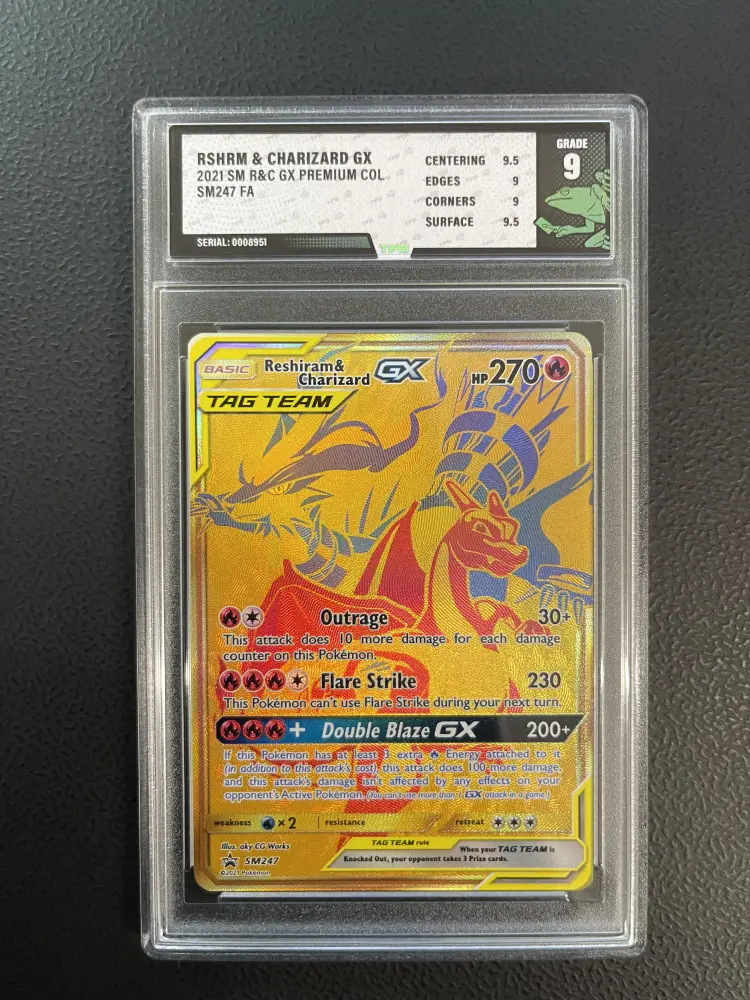 RSHRM & CHARIZARD GX
2021 SM R&C GX PREMIUM COL
SM247 FA
SERIAL: 0008951
CENTERING 9.5
EDGES 9
CORNERS 9
SURFACE 9.5
GRADE
9
BASIC
Reshiram &
Charizard GX
HP 270
TAG TEAM
Outrage 30+
This attack does 10 more damage for each damage
counter on this Pokémon.
Flare Strike 230
This Pokémon can't use Flare Strike during your next turn.
+ Double Blaze GX 200+
If this Pokémon has at least 3 extra Energy attached to it
(in addition to this attack's cost), this attack does 100 more damage,
and this attack's damage isn't affected by any effects on your
opponent's Active Pokémon. (You can't use more than 1 GX attack in a game.)
weakness ×2 resistance retreat
Illus. aky CG Works
SM247
©2021 Pokémon
TAG TEAM rule
When your TAG TEAM is
Knocked Out, your opponent takes 3 Prize cards.